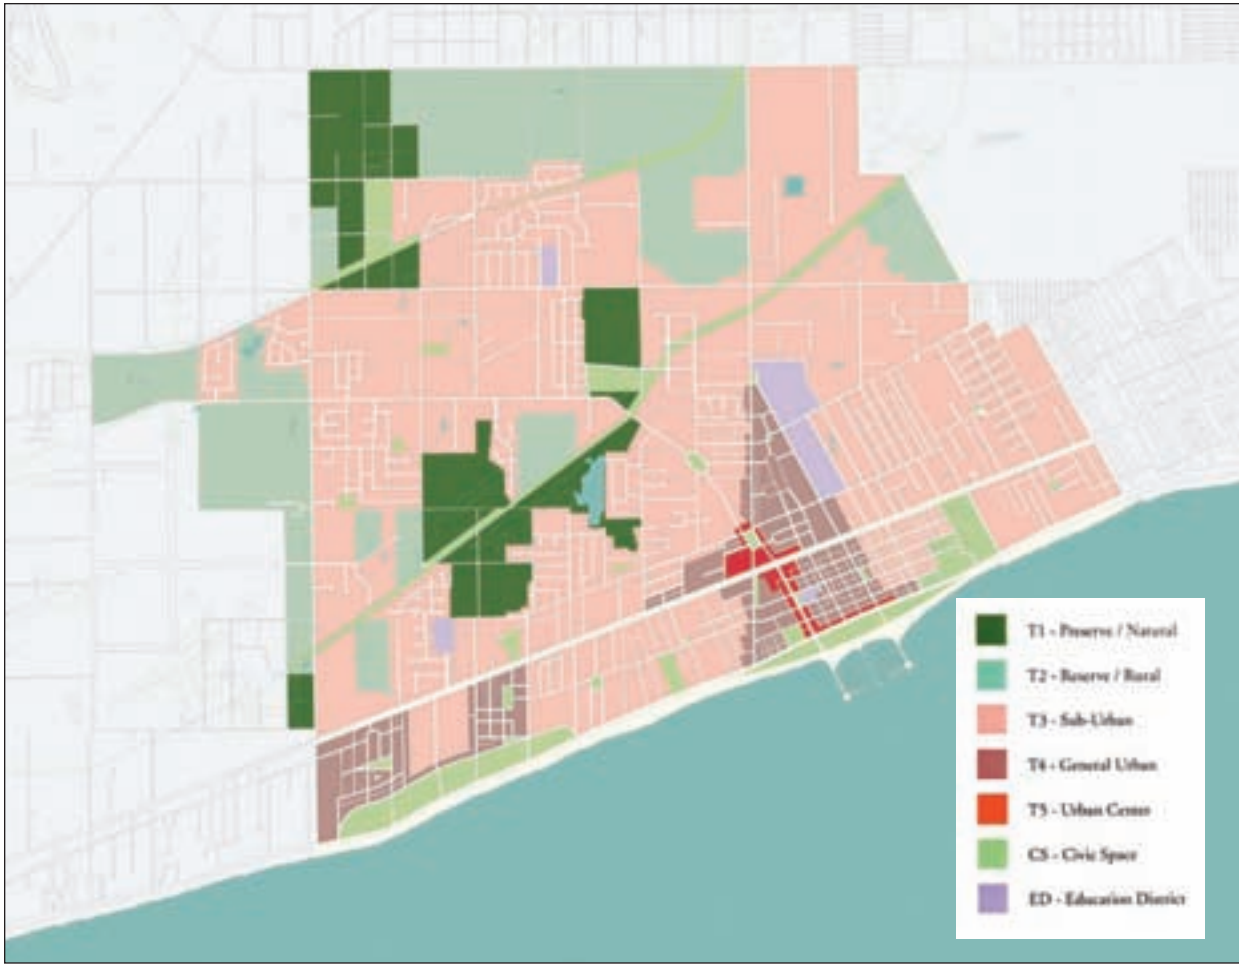 T1 - Preserve / Natural
T2 - Reserve / Rural
T3 - Sub-Urban
T4 - General Urban
T5 - Urban Center
CS - Civic Space
ED - Education District